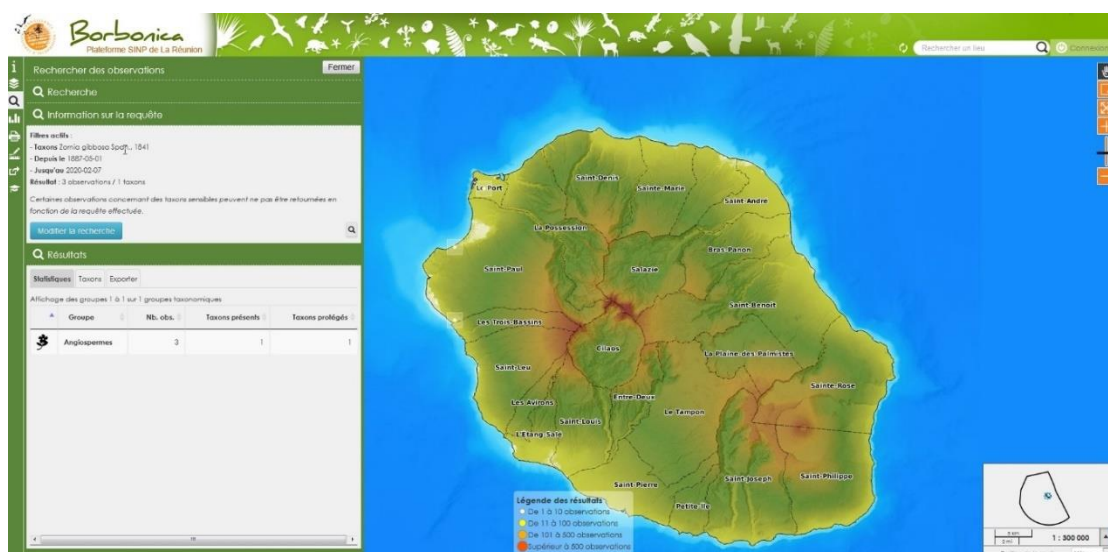 Borbonica
Plateforme SINP de La Réunion
Rechercher un lieu
Connexion
Rechercher des observations
Fermer
Recherche
Information sur la requête
Filtres actifs :
- Taxons Zornia gibbosa Span., 1841
- Depuis le 1887-05-01
- Jusqu'au 2020-02-07
Résultat : 3 observations / 1 taxons
Certaines observations concernant des taxons sensibles peuvent ne pas être retournées en
fonction de la requête effectuée.
Modifier la recherche
Résultats
Statistiques Taxons Exporter
Affichage des groupes 1 à 1 sur 1 groupes taxonomiques
Groupe Nb. obs. Taxons présents Taxons protégés
Angiospermes 3 1 1
Le Port
Saint-Denis
Sainte-Marie
Saint-André
La Possession
Bras-Panon
Saint-Paul
Salazie
Saint-Benoit
Les Trois-Bassins
Cilaos
La Plaine-des-Palmistes
Saint-Leu
Sainte-Rose
Entre-Deux
Les Avirons
Le Tampon
Saint-Louis
L'Etang-Salé
Saint-Joseph
Saint-Philippe
Saint-Pierre
Petite-Ile
Légende des résultats
De 1 à 10 observations
De 11 à 100 observations
De 101 à 500 observations
Supérieur à 500 observations
1 : 300 000